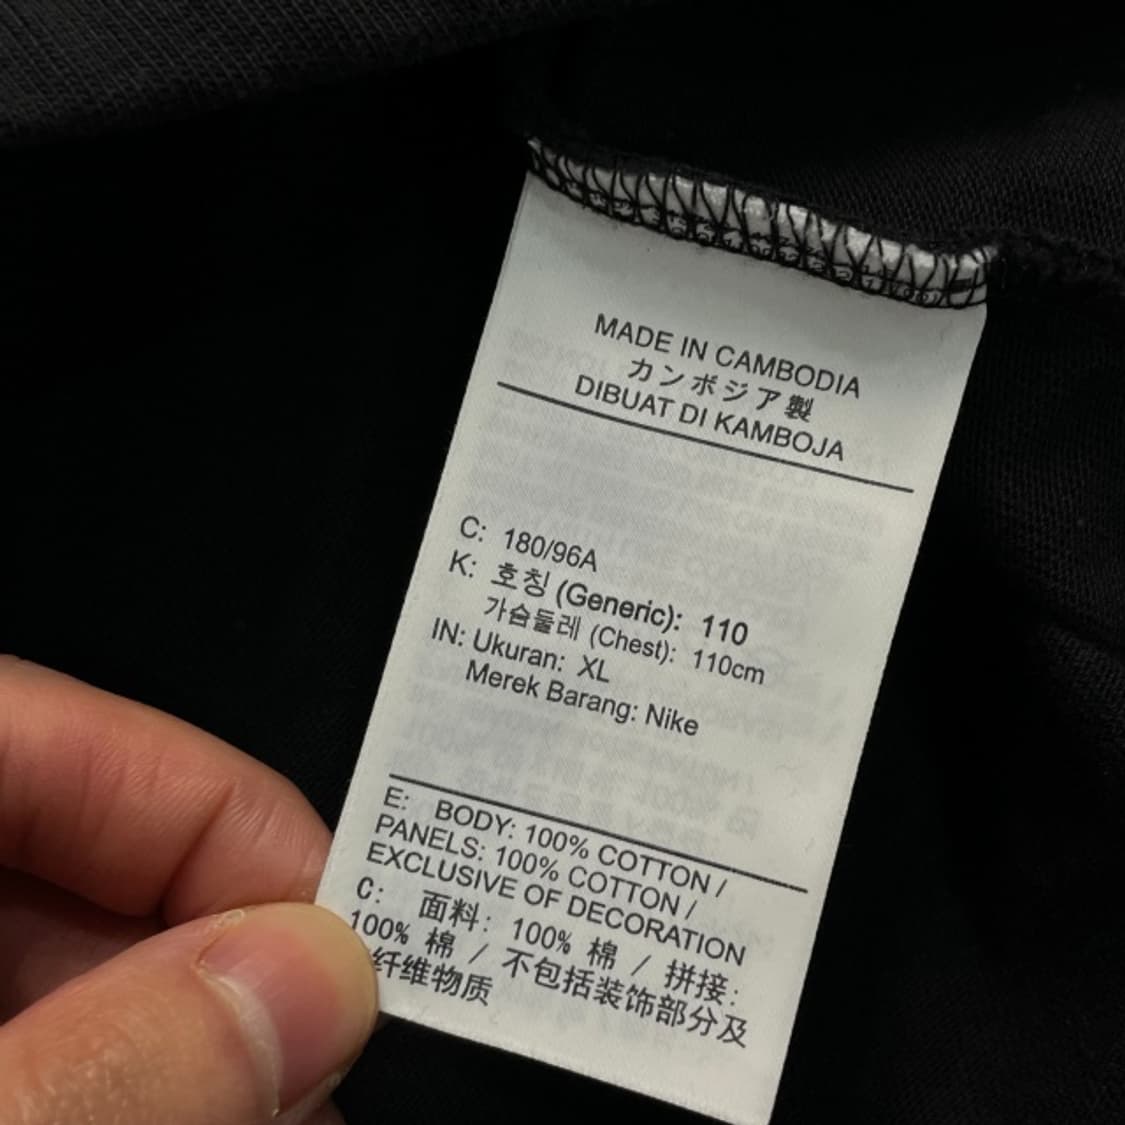 MADE IN CAMBODIA
カンボジア製
DIBUAT DI KAMBOJA
C: 180/96A
K: 호칭 (Generic): 110
가슴둘레 (Chest): 110cm
IN: Ukuran: XL
Merek Barang: Nike
E: BODY: 100% COTTON /
PANELS: 100% COTTON /
EXCLUSIVE OF DECORATION
C: 面料: 100% 棉 / 拼接:
100% 棉 / 不包括装饰部分及
纤维物质